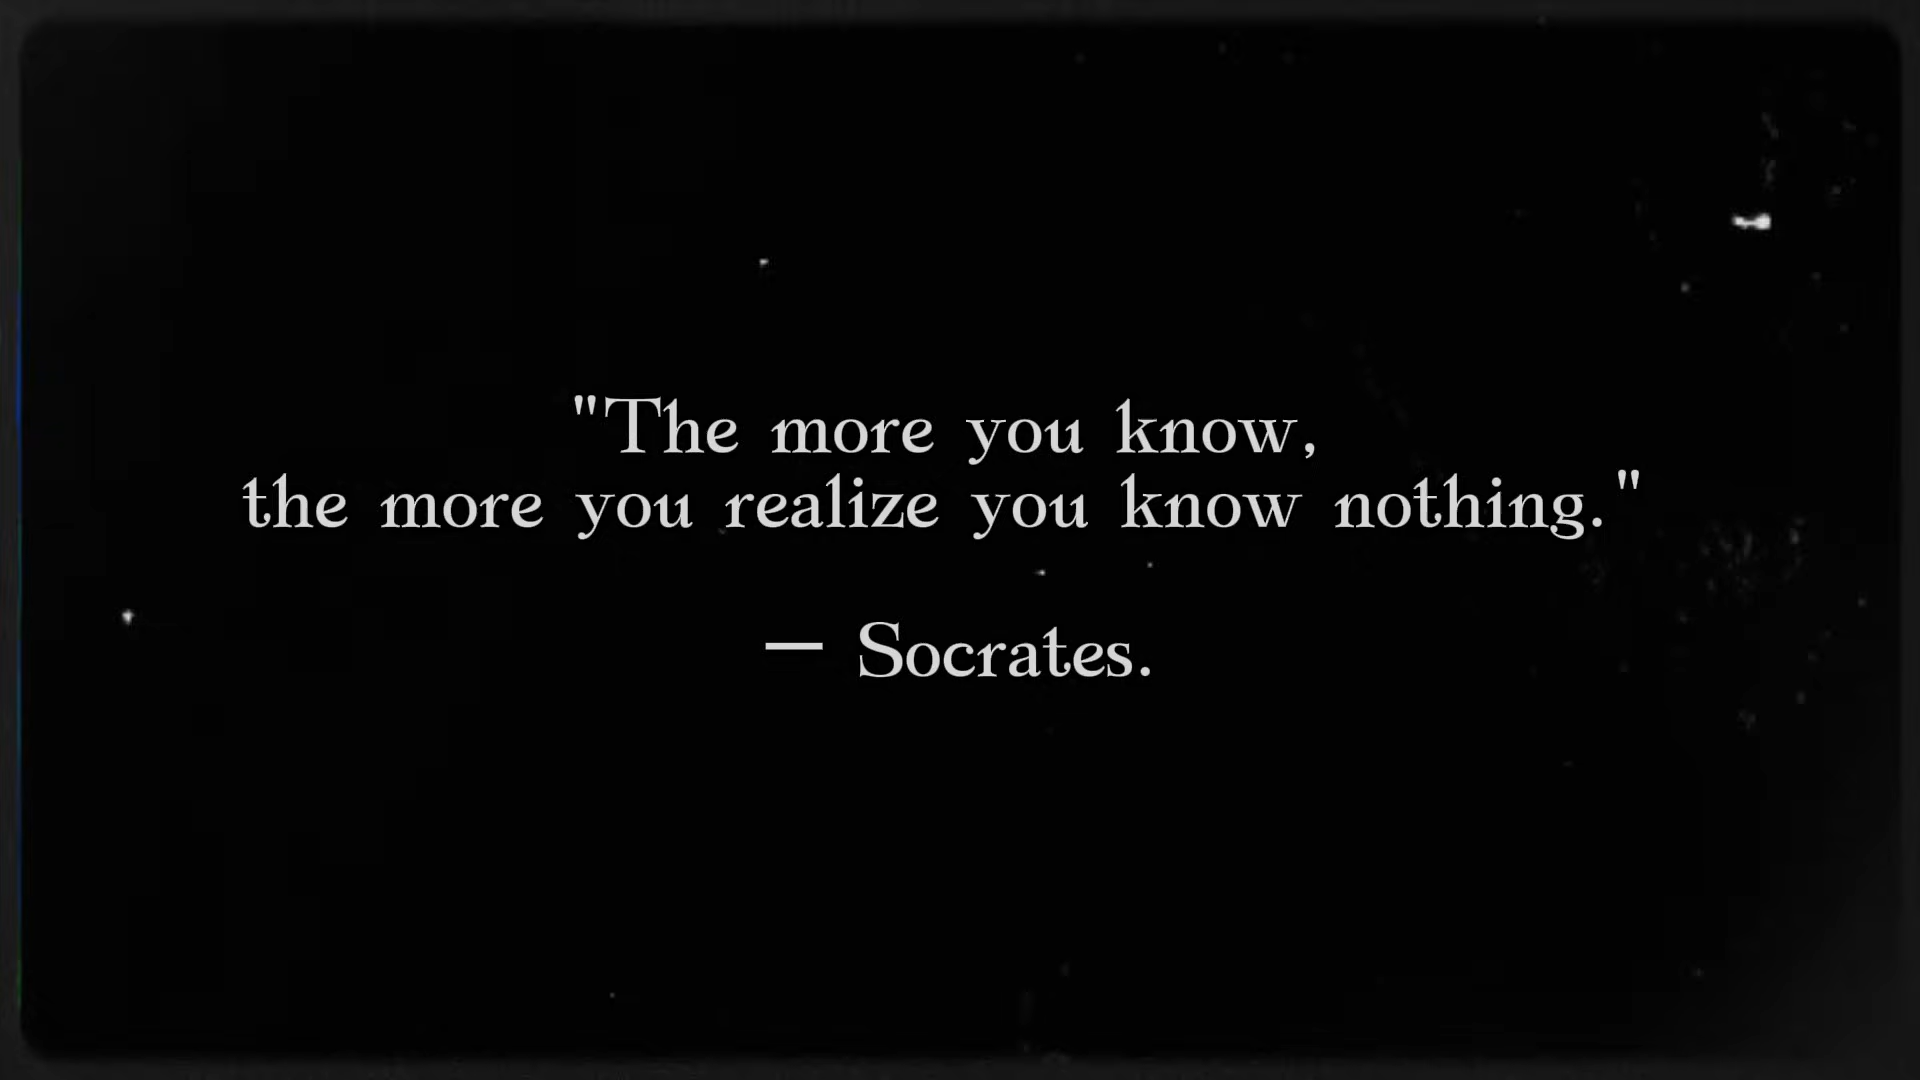 "The more you know,
the more you realize you know nothing."
— Socrates.